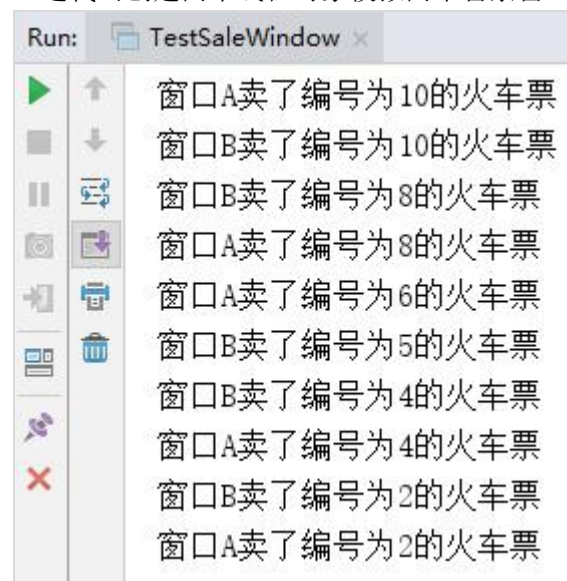 Run: TestSaleWindow
窗口A卖了编号为10的火车票
窗口B卖了编号为10的火车票
窗口B卖了编号为8的火车票
窗口A卖了编号为8的火车票
窗口A卖了编号为6的火车票
窗口B卖了编号为5的火车票
窗口B卖了编号为4的火车票
窗口A卖了编号为4的火车票
窗口B卖了编号为2的火车票
窗口A卖了编号为2的火车票